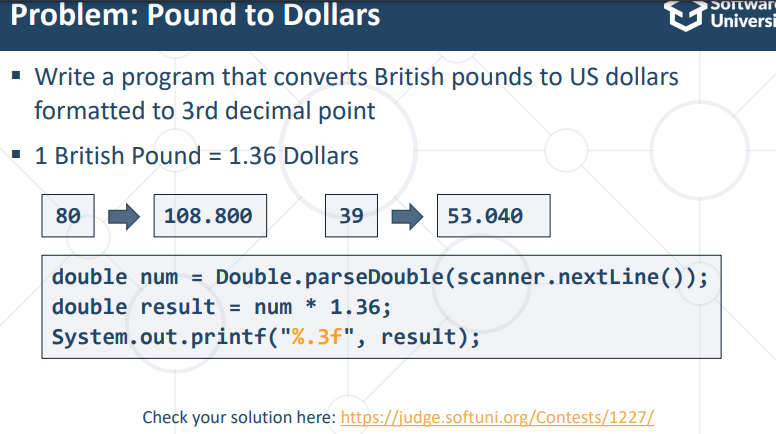 Problem: Pound to Dollars
Software
Universi
▪ Write a program that converts British pounds to US dollars
formatted to 3rd decimal point
▪ 1 British Pound = 1.36 Dollars
80 108.800 39 53.040
double num = Double.parseDouble(scanner.nextLine());
double result = num * 1.36;
System.out.printf("%.3f", result);
Check your solution here: https://judge.softuni.org/Contests/1227/